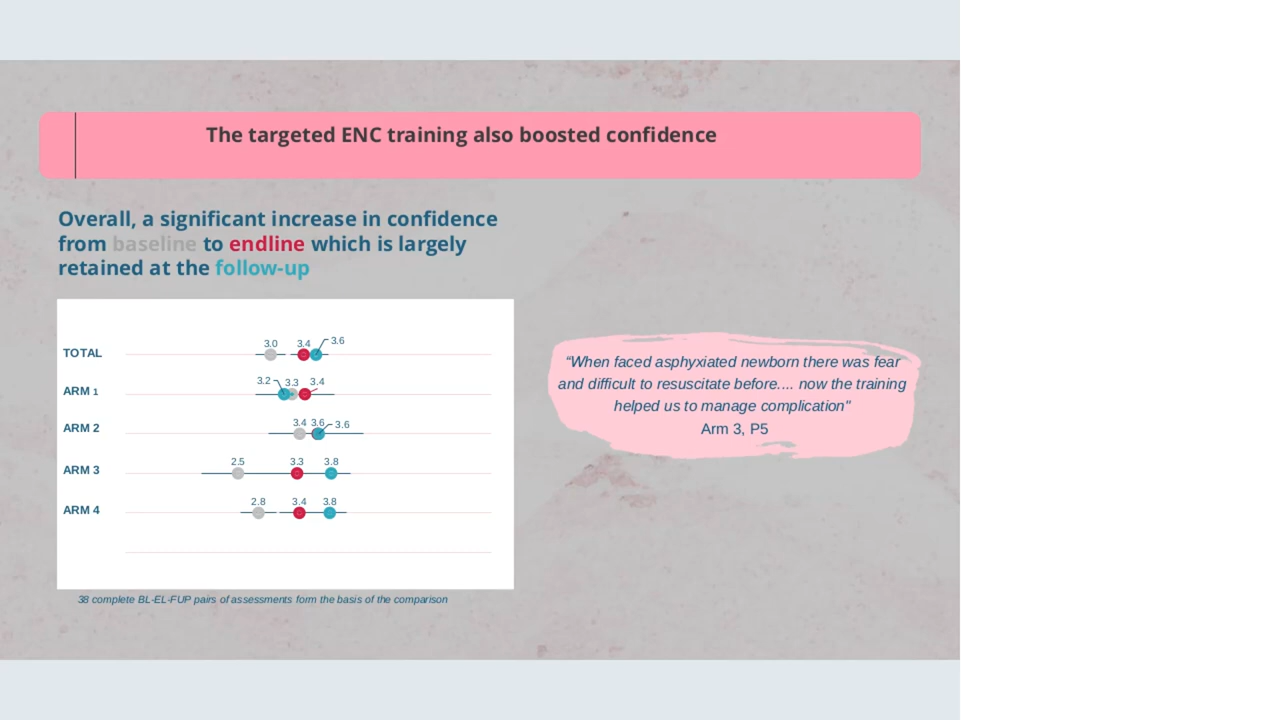 The targeted ENC training also boosted confidence
Overall, a significant increase in confidence
from baseline to endline which is largely
retained at the follow-up
TOTAL 3.0 3.4 3.6
ARM 1 3.2 3.3 3.4
ARM 2 3.4 3.6 3.6
ARM 3 2.5 3.3 3.8
ARM 4 2.8 3.4 3.8
38 complete BL-EL-FUP pairs of assessments form the basis of the comparison
“When faced asphyxiated newborn there was fear
and difficult to resuscitate before.... now the training
helped us to manage complication"
Arm 3, P5